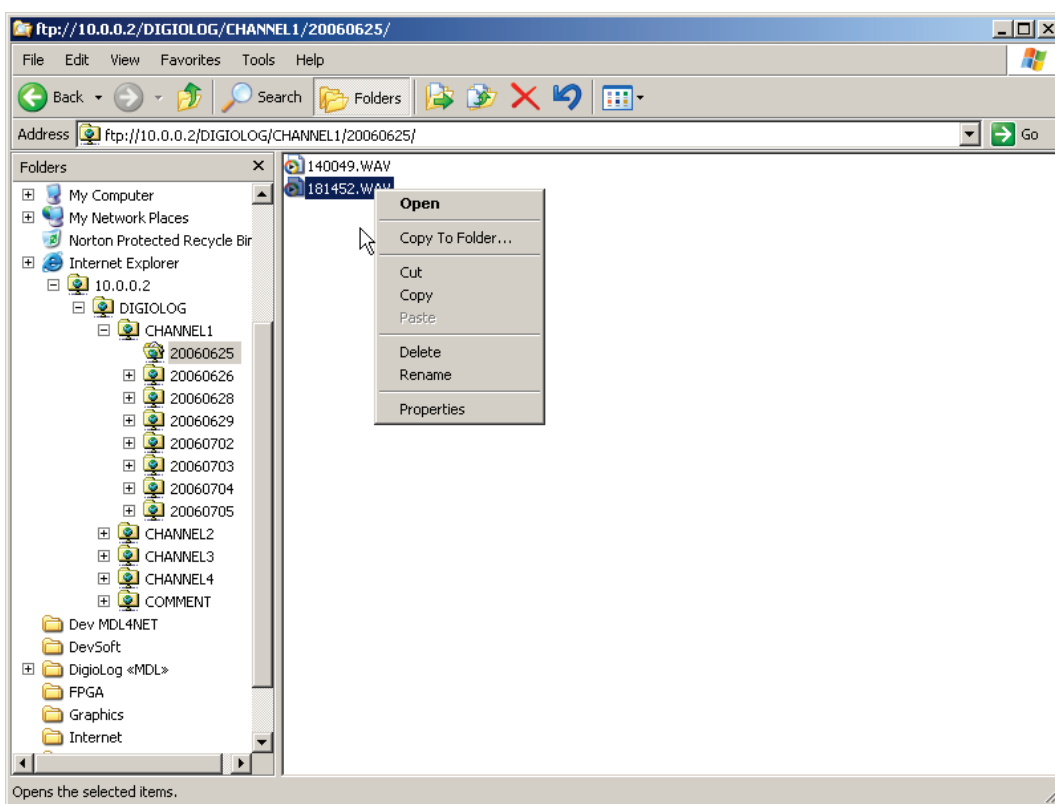 ftp://10.0.0.2/DIGIOLOG/CHANNEL1/20060625/
File Edit View Favorites Tools Help
Back Search Folders
Address ftp://10.0.0.2/DIGIOLOG/CHANNEL1/20060625/ Go
Folders
My Computer
My Network Places
Norton Protected Recycle Bin
Internet Explorer
10.0.0.2
DIGIOLOG
CHANNEL1
20060625
20060626
20060628
20060629
20060702
20060703
20060704
20060705
CHANNEL2
CHANNEL3
CHANNEL4
COMMENT
Dev MDL4NET
DevSoft
DigioLog «MDL»
FPGA
Graphics
Internet
140049.WAV
181452.WAV
Open
Copy To Folder...
Cut
Copy
Paste
Delete
Rename
Properties
Opens the selected items.